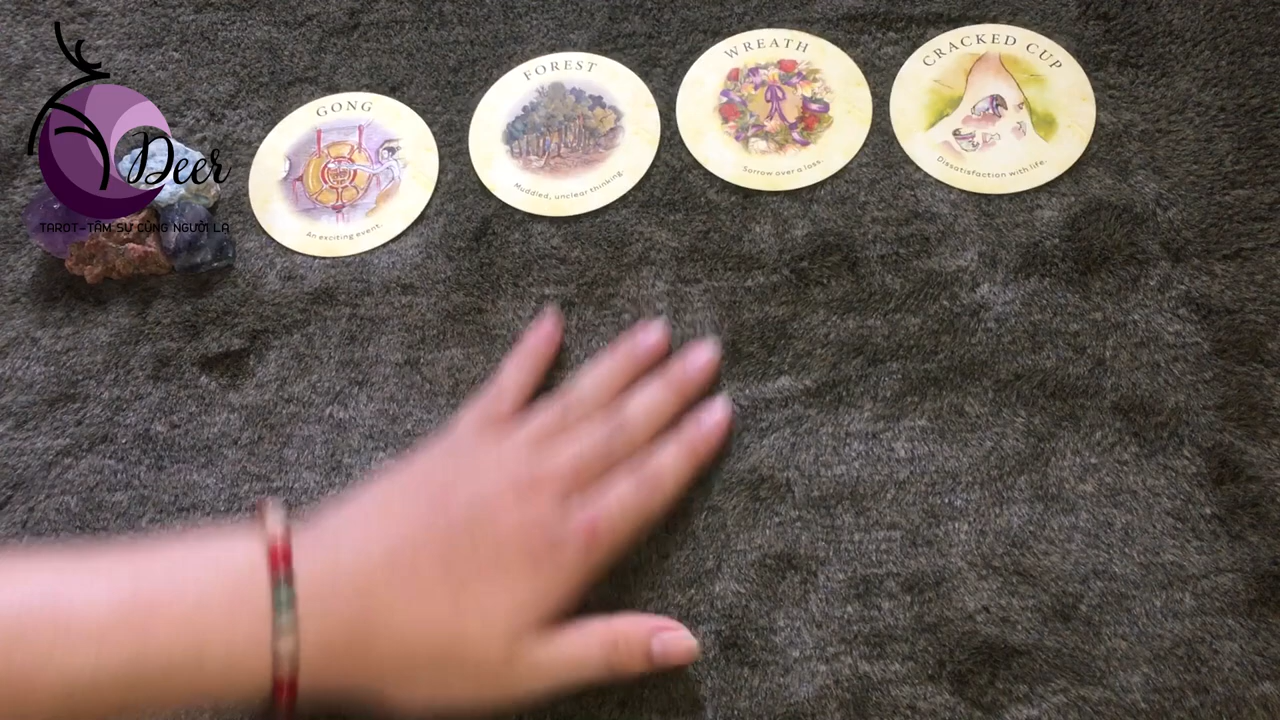 Deer
TAROT-TÂM SỰ CÙNG NGƯỜI LẠ
GONG
An exciting event.
FOREST
Muddled, unclear thinking.
WREATH
Sorrow over a loss.
CRACKED CUP
Dissatisfaction with life.